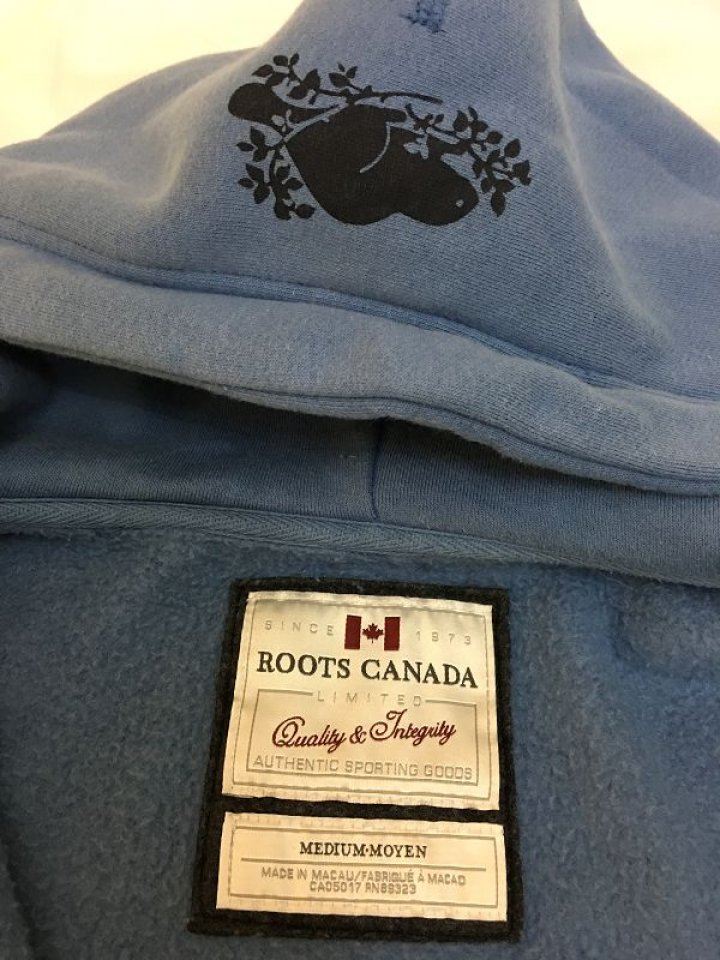 SINCE 1973
ROOTS CANADA
LIMITED
Quality & Integrity
AUTHENTIC SPORTING GOODS
MEDIUM•MOYEN
MADE IN MACAU/FABRIQUÉ À MACAO
CA05017 RN88323